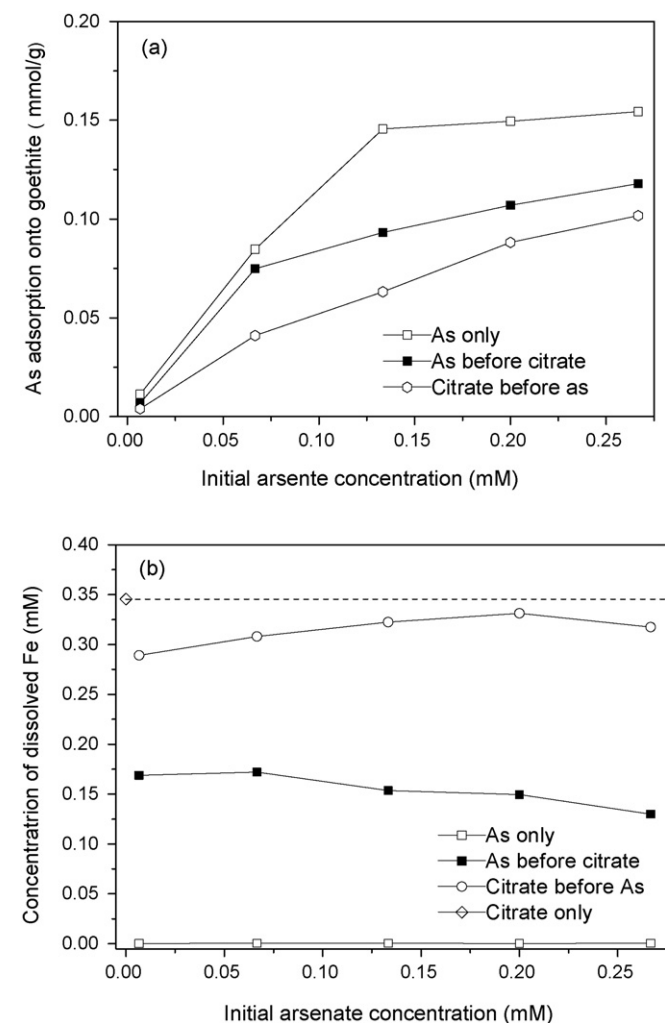 (a)
As adsorption onto goethite ( mmol/g)
0.20
0.15
0.10
0.05
0.00
As only
As before citrate
Citrate before as
0.00 0.05 0.10 0.15 0.20 0.25
Initial arsente concentration (mM)
(b)
Concentratrion of dissolved Fe (mM)
0.40
0.35
0.30
0.25
0.20
0.15
0.10
0.05
0.00
As only
As before citrate
Citrate before As
Citrate only
0.00 0.05 0.10 0.15 0.20 0.25
Initial arsenate concentration (mM)